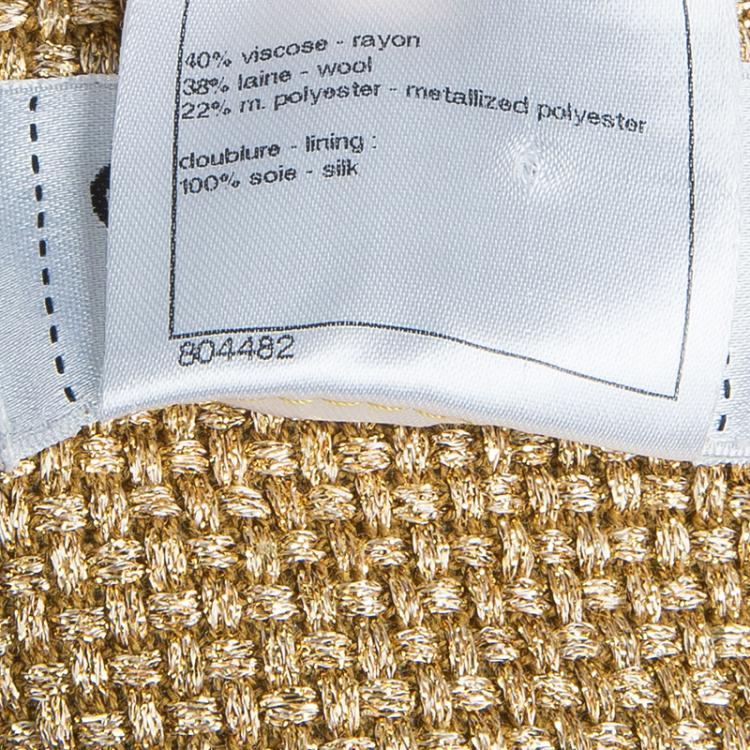 40% viscose - rayon
38% laine - wool
22% m. polyester - metallized polyester
doublure - lining :
100% soie - silk
804482